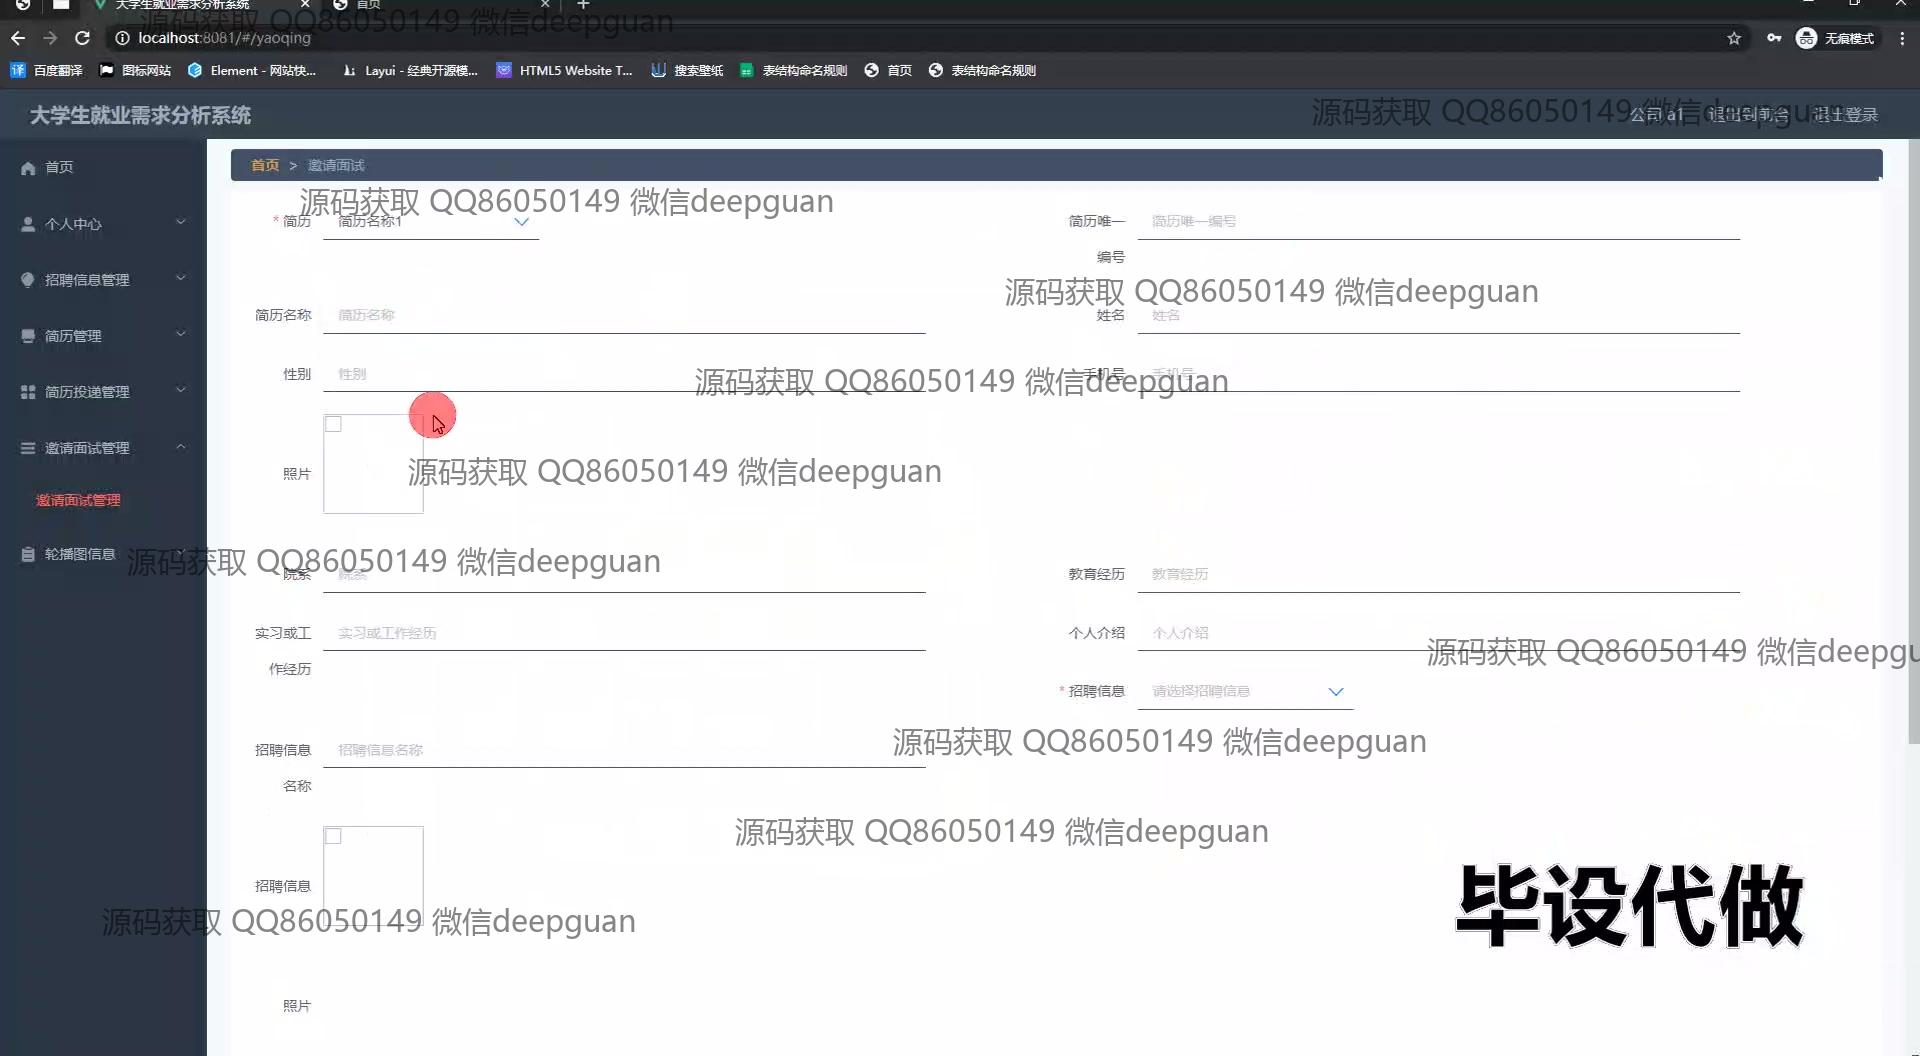 大学生就业需求分析系统
首页
localhost:8081/#/yaoqing
无痕模式
百度翻译
图标网站
Element - 网站快...
Layui - 经典开源模...
HTML5 Website T...
搜索壁纸
表结构命名规则
首页
表结构命名规则
源码获取 QQ86050149 微信deepguan
大学生就业需求分析系统
公司 a1
退出到前台
退出登录
源码获取 QQ86050149 微信deepguan
首页
个人中心
招聘信息管理
简历管理
简历投递管理
邀请面试管理
邀请面试管理
轮播图信息
首页 > 邀请面试
源码获取 QQ86050149 微信deepguan
* 简历
简历名称1
简历唯一
编号
简历唯一编号
源码获取 QQ86050149 微信deepguan
简历名称
简历名称
姓名
姓名
性别
性别
手机号
手机号
源码获取 QQ86050149 微信deepguan
照片
源码获取 QQ86050149 微信deepguan
源码获取 QQ86050149 微信deepguan
院系
院系
教育经历
教育经历
实习或工
作经历
实习或工作经历
个人介绍
个人介绍
源码获取 QQ86050149 微信deepgu
* 招聘信息
请选择招聘信息
招聘信息
名称
招聘信息名称
源码获取 QQ86050149 微信deepguan
源码获取 QQ86050149 微信deepguan
招聘信息
照片
源码获取 QQ86050149 微信deepguan
毕设代做